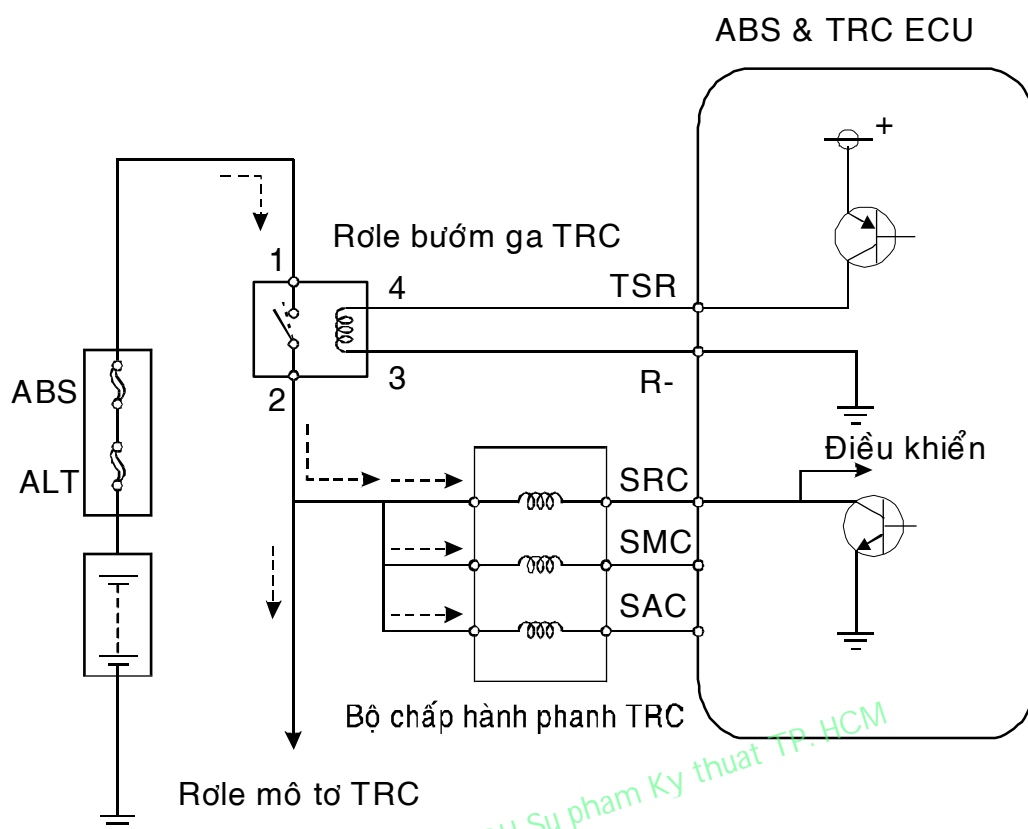 ABS & TRC ECU
+
Rơle bướm ga TRC
1
4
TSR
3
R-
2
ABS
ALT
Điều khiển
SRC
SMC
SAC
Bộ chấp hành phanh TRC
Rơle mô tơ TRC
Su pham Ky thuat TP. HCM